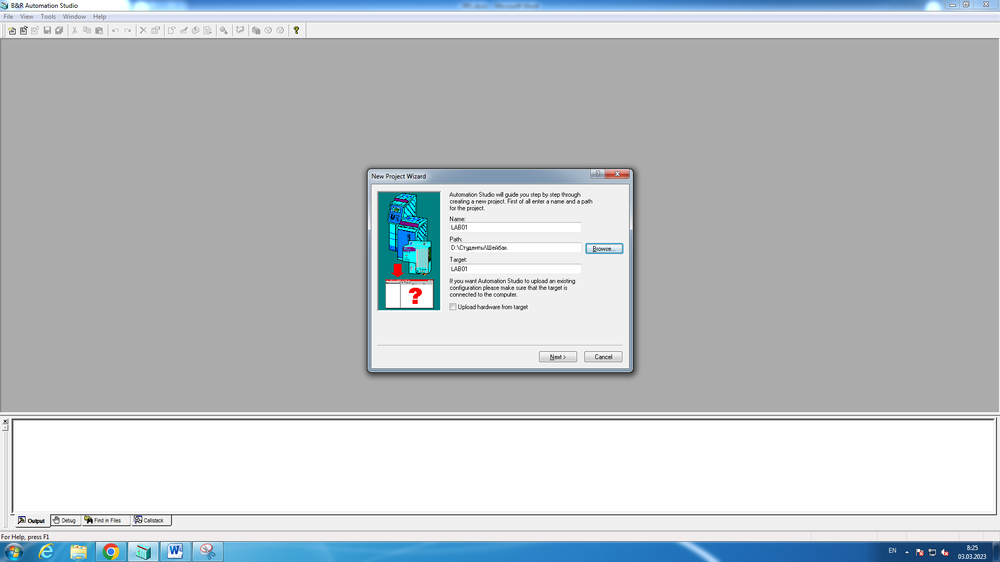 B&R Automation Studio
File View Tools Window Help
New Project Wizard
?
Automation Studio will guide you step by step through
creating a new project. First of all enter a name and a path
for the project.
Name:
LAB01
Path:
D:\Студенты\Шейбак
Browse...
Target:
LAB01
If you want Automation Studio to upload an existing
configuration please make sure that the target is
connected to the computer.
Upload hardware from target
Next >
Cancel
Output Debug Find in Files Callstack
For Help, press F1
EN
8:25
03.03.2023